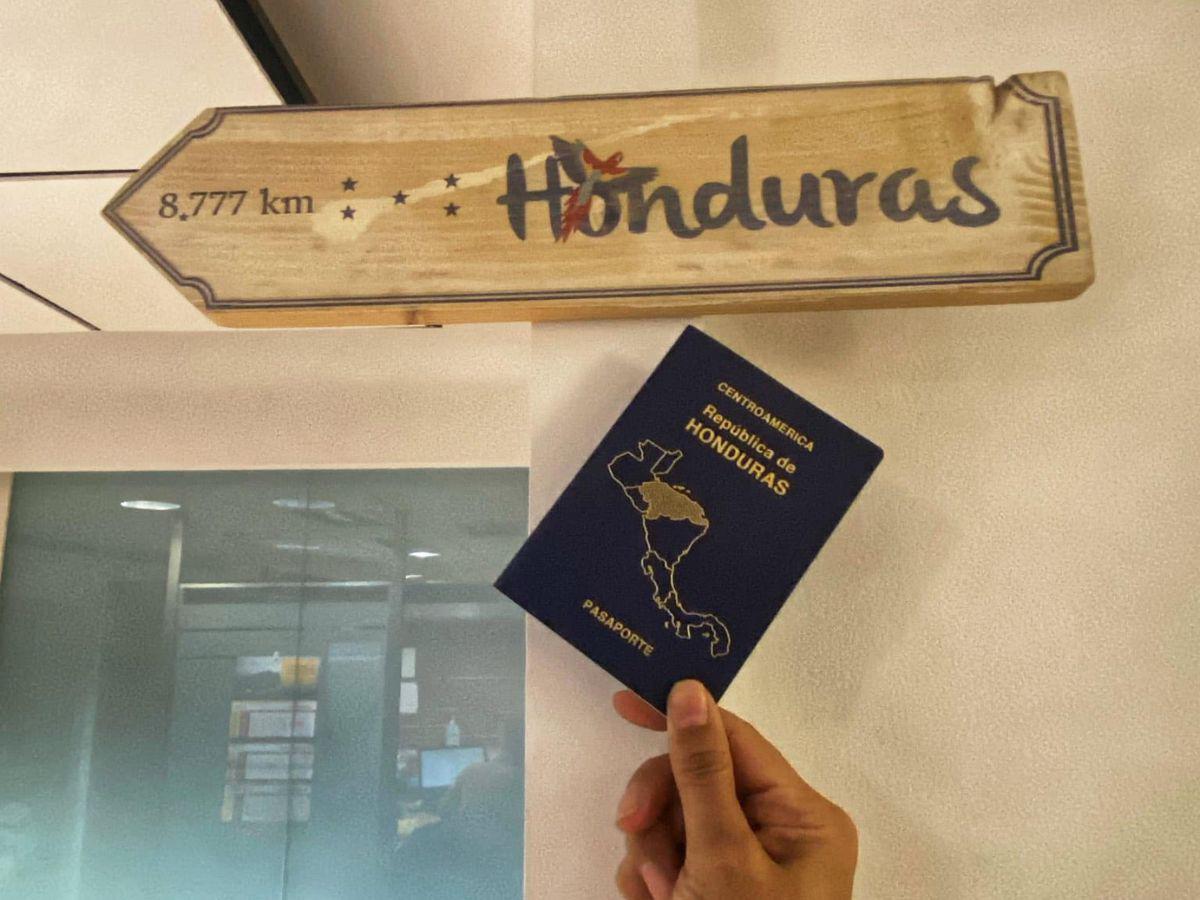 8.777 km Honduras
CENTROAMERICA
República de
HONDURAS
PASAPORTE